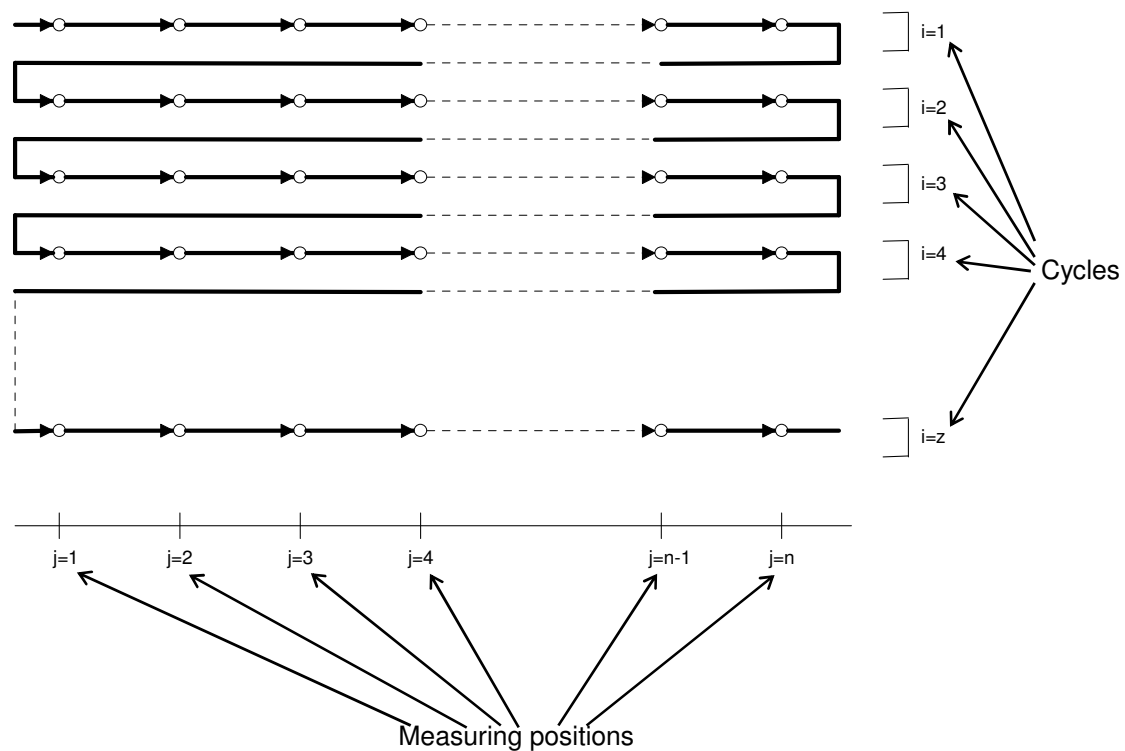 i=1
i=2
i=3
i=4
Cycles
i=z
j=1 j=2 j=3 j=4 j=n-1 j=n
Measuring positions